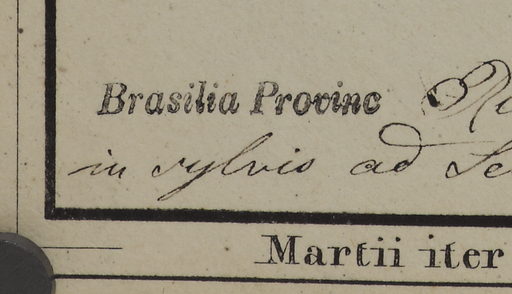 Brasilia Provinc
in sylvis ad
Martii iter